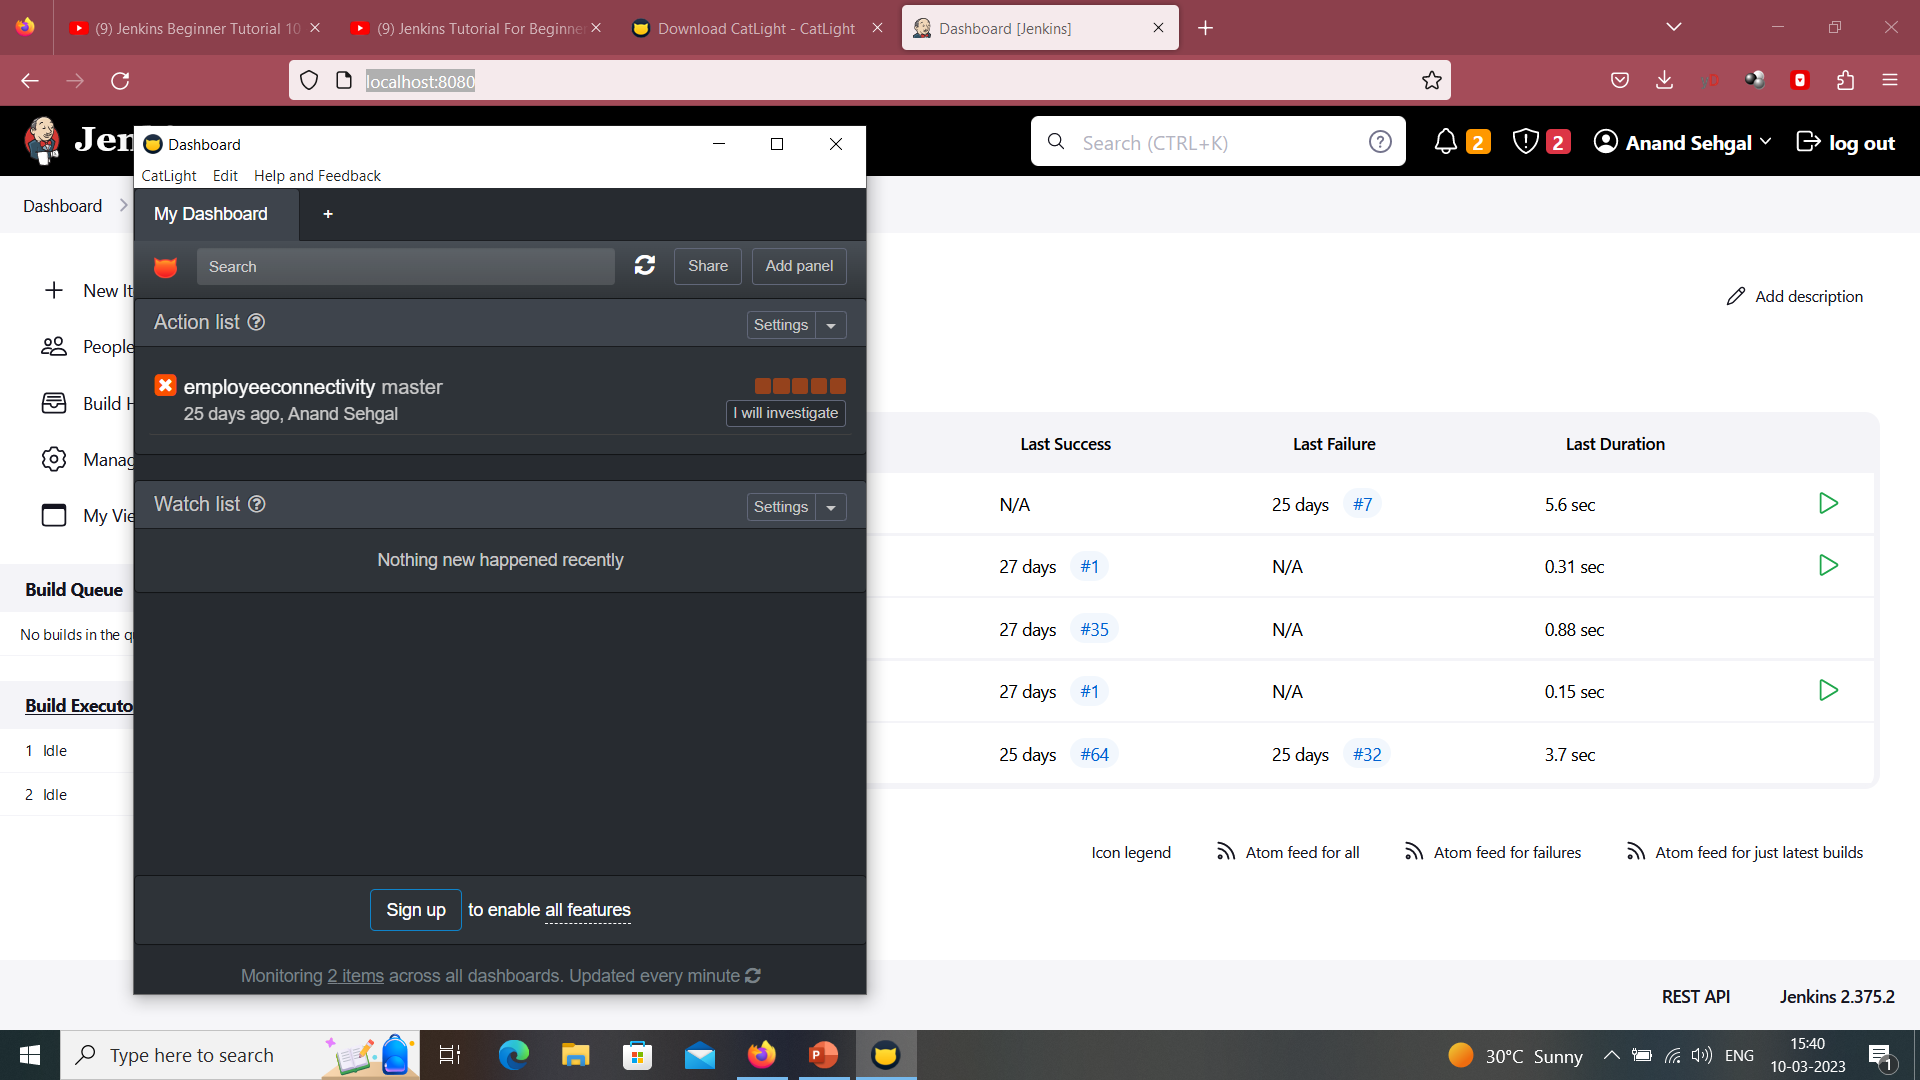 (9) Jenkins Beginner Tutorial 10
(9) Jenkins Tutorial For Beginne
Download CatLight - CatLight
Dashboard [Jenkins]
localhost:8080
Jen
Search (CTRL+K)
2
2
Anand Sehgal
log out
Dashboard
New It
People
Build H
Manag
My Vie
Build Queue
No builds in the q
Build Executo
1 Idle
2 Idle
Dashboard
CatLight Edit Help and Feedback
My Dashboard +
Search
Share
Add panel
Action list
Settings
employeeconnectivity master
25 days ago, Anand Sehgal
I will investigate
Watch list
Settings
Nothing new happened recently
Sign up to enable all features
Monitoring 2 items across all dashboards. Updated every minute
Add description
Last Success Last Failure Last Duration
N/A 25 days #7 5.6 sec
27 days #1 N/A 0.31 sec
27 days #35 N/A 0.88 sec
27 days #1 N/A 0.15 sec
25 days #64 25 days #32 3.7 sec
Icon legend Atom feed for all Atom feed for failures Atom feed for just latest builds
REST API Jenkins 2.375.2
Type here to search
30°C Sunny
ENG
15:40
10-03-2023
1